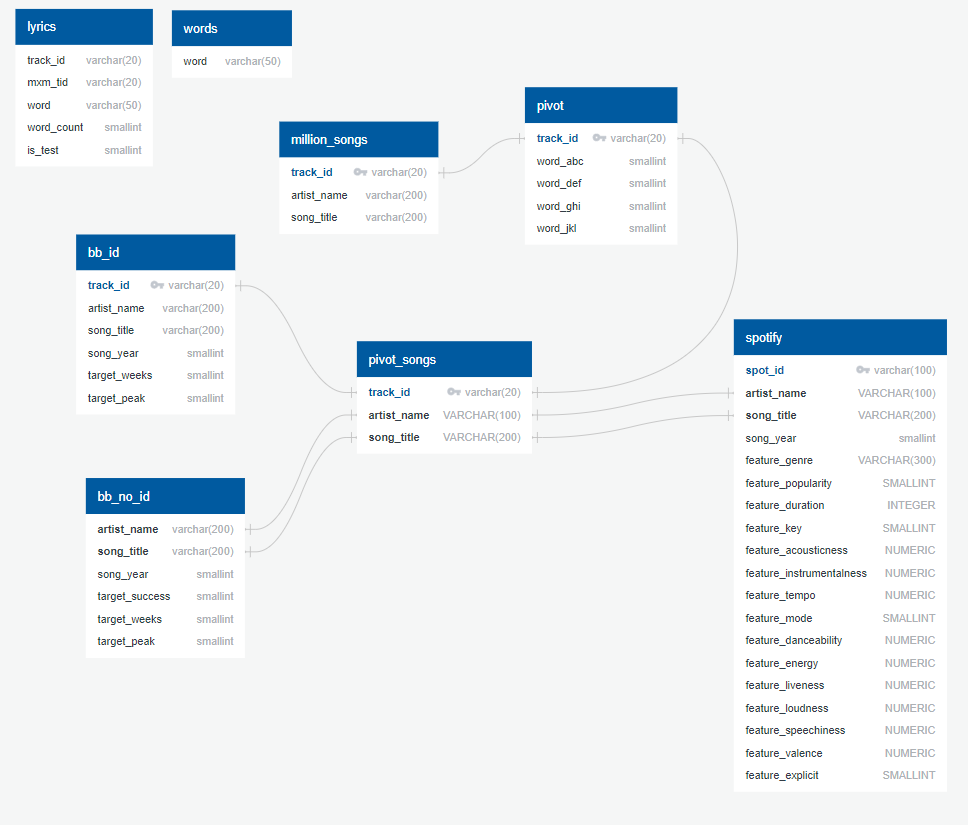 lyrics
track_id varchar(20)
mxm_tid varchar(20)
word varchar(50)
word_count smallint
is_test smallint
words
word varchar(50)
million_songs
track_id varchar(20)
artist_name varchar(200)
song_title varchar(200)
pivot
track_id varchar(20)
word_abc smallint
word_def smallint
word_ghi smallint
word_jkl smallint
bb_id
track_id varchar(20)
artist_name varchar(200)
song_title varchar(200)
song_year smallint
target_weeks smallint
target_peak smallint
pivot_songs
track_id varchar(20)
artist_name VARCHAR(100)
song_title VARCHAR(200)
spotify
spot_id varchar(100)
artist_name VARCHAR(100)
song_title VARCHAR(200)
song_year smallint
feature_genre VARCHAR(300)
feature_popularity SMALLINT
feature_duration INTEGER
feature_key SMALLINT
feature_acousticness NUMERIC
feature_instrumentalness NUMERIC
feature_tempo NUMERIC
feature_mode SMALLINT
feature_danceability NUMERIC
feature_energy NUMERIC
feature_liveness NUMERIC
feature_loudness NUMERIC
feature_speechiness NUMERIC
feature_valence NUMERIC
feature_explicit SMALLINT
bb_no_id
artist_name varchar(200)
song_title varchar(200)
song_year smallint
target_success smallint
target_weeks smallint
target_peak smallint